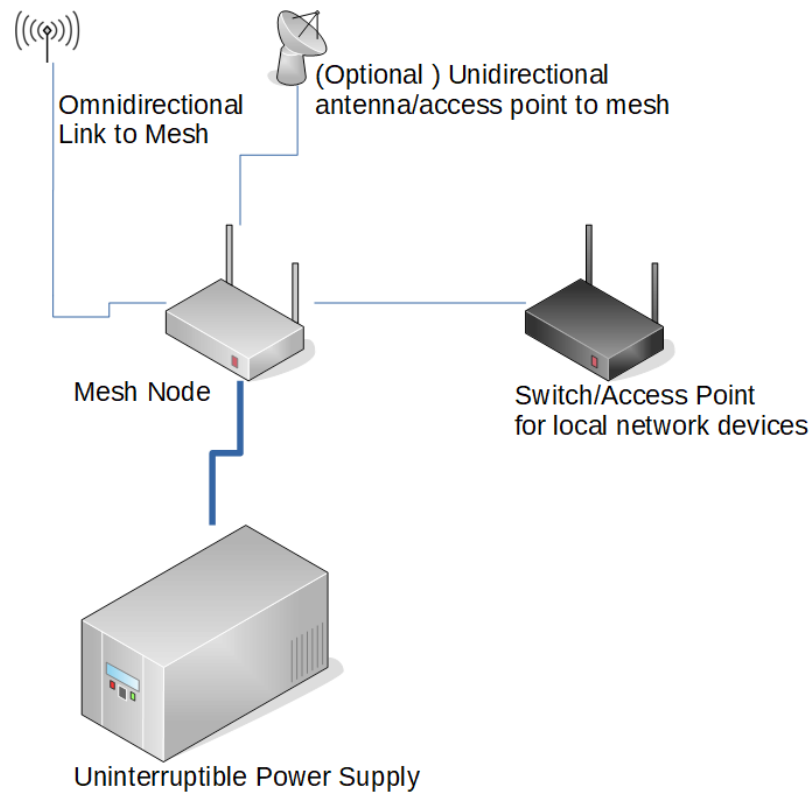 Omnidirectional
Link to Mesh
(Optional ) Unidirectional
antenna/access point to mesh
Mesh Node
Switch/Access Point
for local network devices
Uninterruptible Power Supply